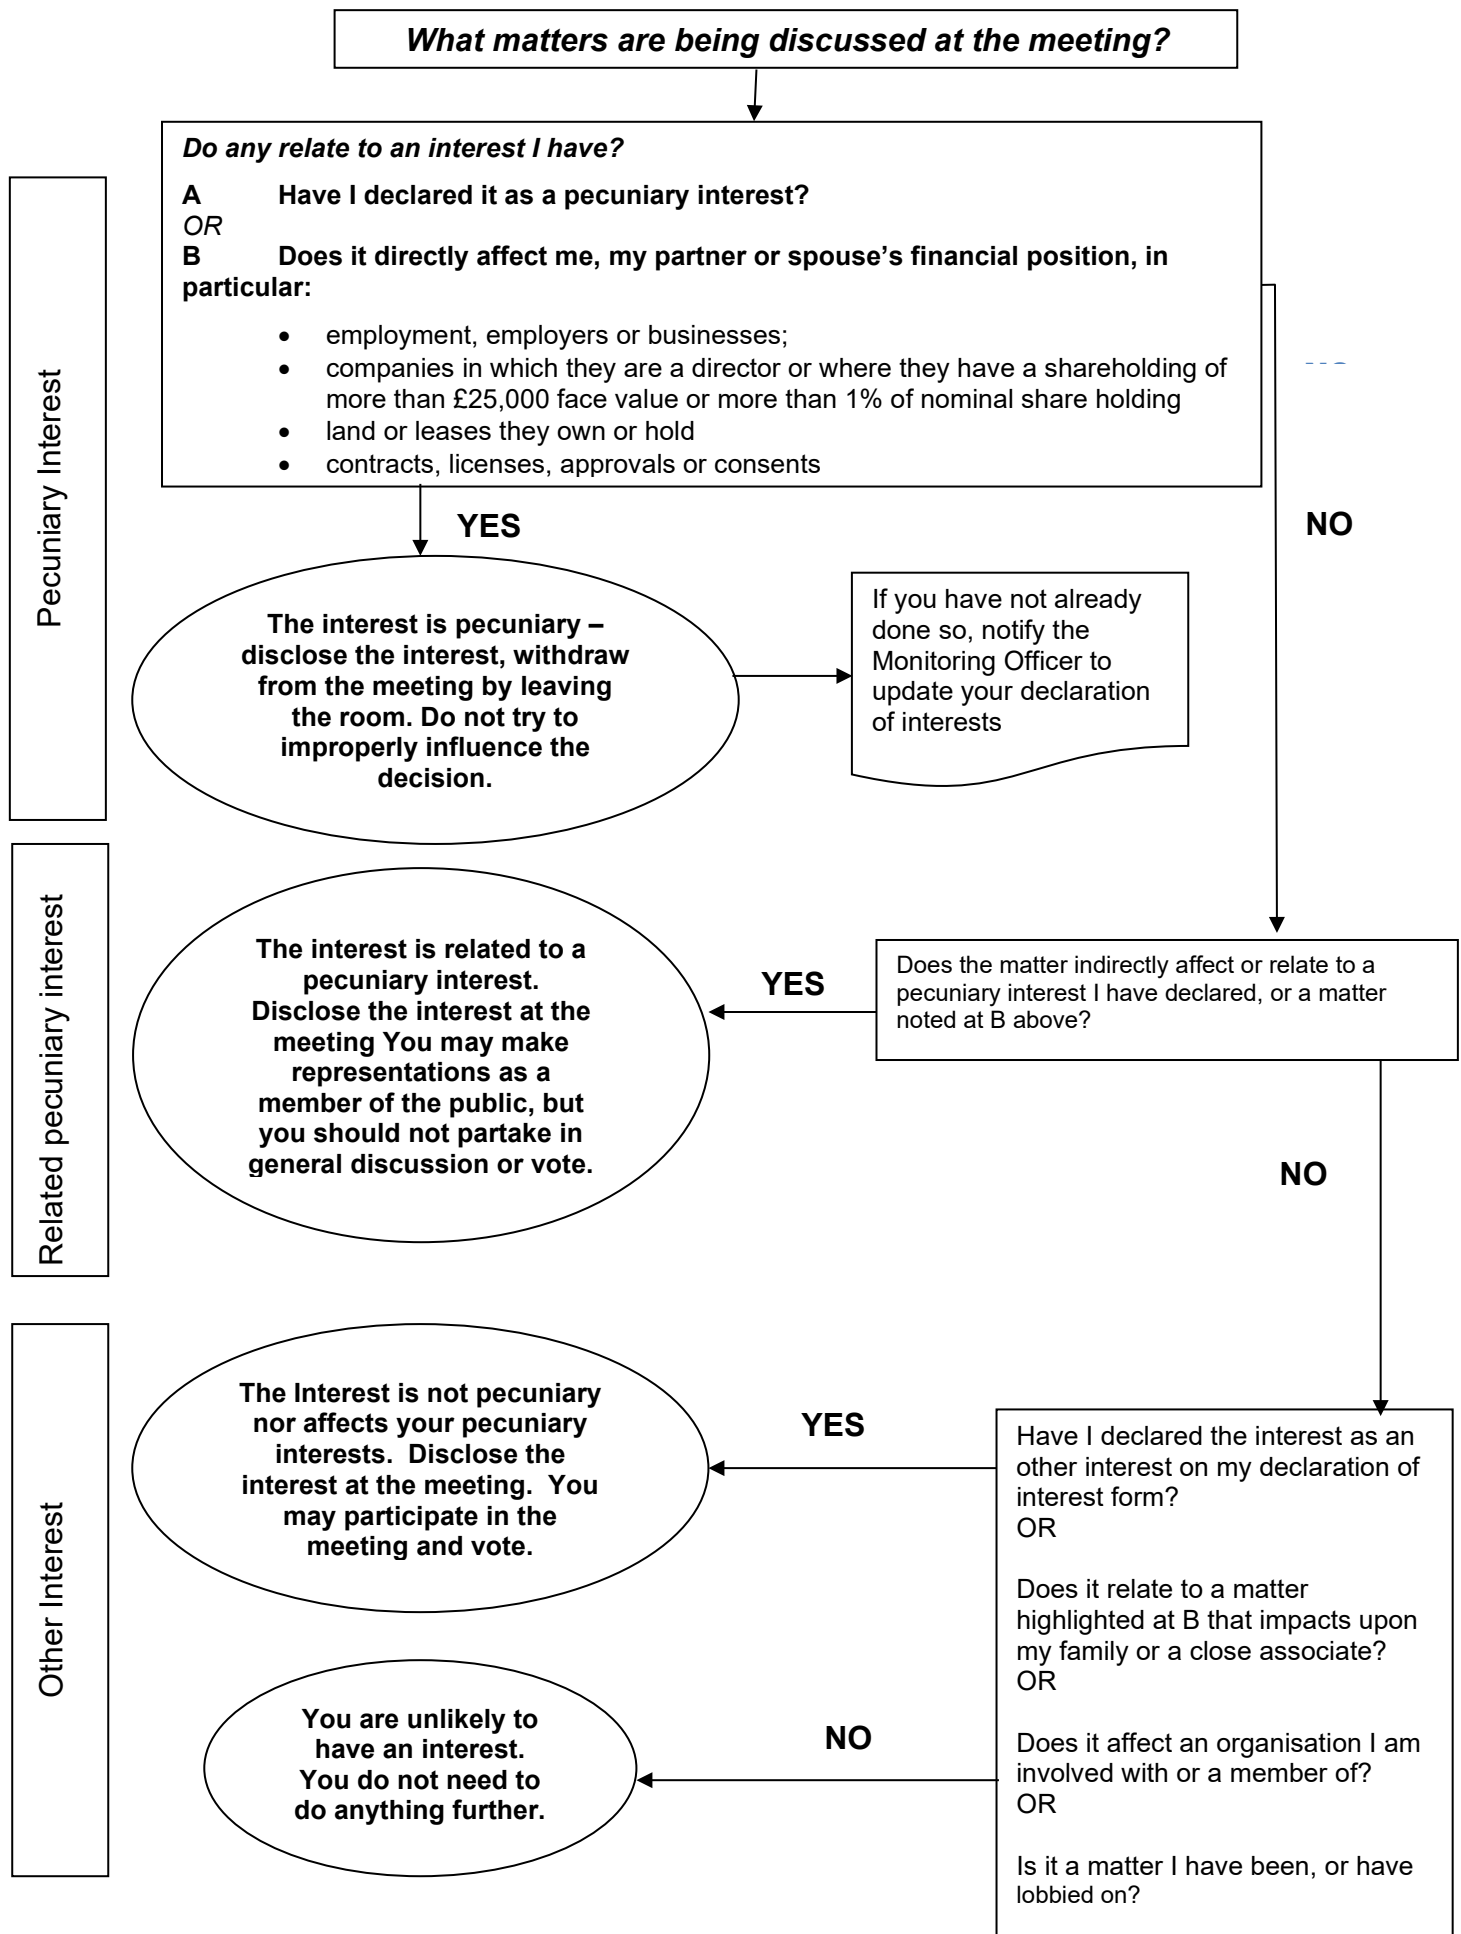 What matters are being discussed at the meeting?
Do any relate to an interest I have?
A Have I declared it as a pecuniary interest?
OR
B Does it directly affect me, my partner or spouse’s financial position, in
particular:
• employment, employers or businesses;
• companies in which they are a director or where they have a shareholding of
more than £25,000 face value or more than 1% of nominal share holding
• land or leases they own or hold
• contracts, licenses, approvals or consents
Pecuniary Interest
YES
NO
The interest is pecuniary –
disclose the interest, withdraw
from the meeting by leaving
the room. Do not try to
improperly influence the
decision.
If you have not already
done so, notify the
Monitoring Officer to
update your declaration
of interests
Related pecuniary interest
The interest is related to a
pecuniary interest.
Disclose the interest at the
meeting You may make
representations as a
member of the public, but
you should not partake in
general discussion or vote.
YES
Does the matter indirectly affect or relate to a
pecuniary interest I have declared, or a matter
noted at B above?
NO
Other Interest
The Interest is not pecuniary
nor affects your pecuniary
interests. Disclose the
interest at the meeting. You
may participate in the
meeting and vote.
YES
Have I declared the interest as an
other interest on my declaration of
interest form?
OR
Does it relate to a matter
highlighted at B that impacts upon
my family or a close associate?
OR
Does it affect an organisation I am
involved with or a member of?
OR
Is it a matter I have been, or have
lobbied on?
NO
You are unlikely to
have an interest.
You do not need to
do anything further.